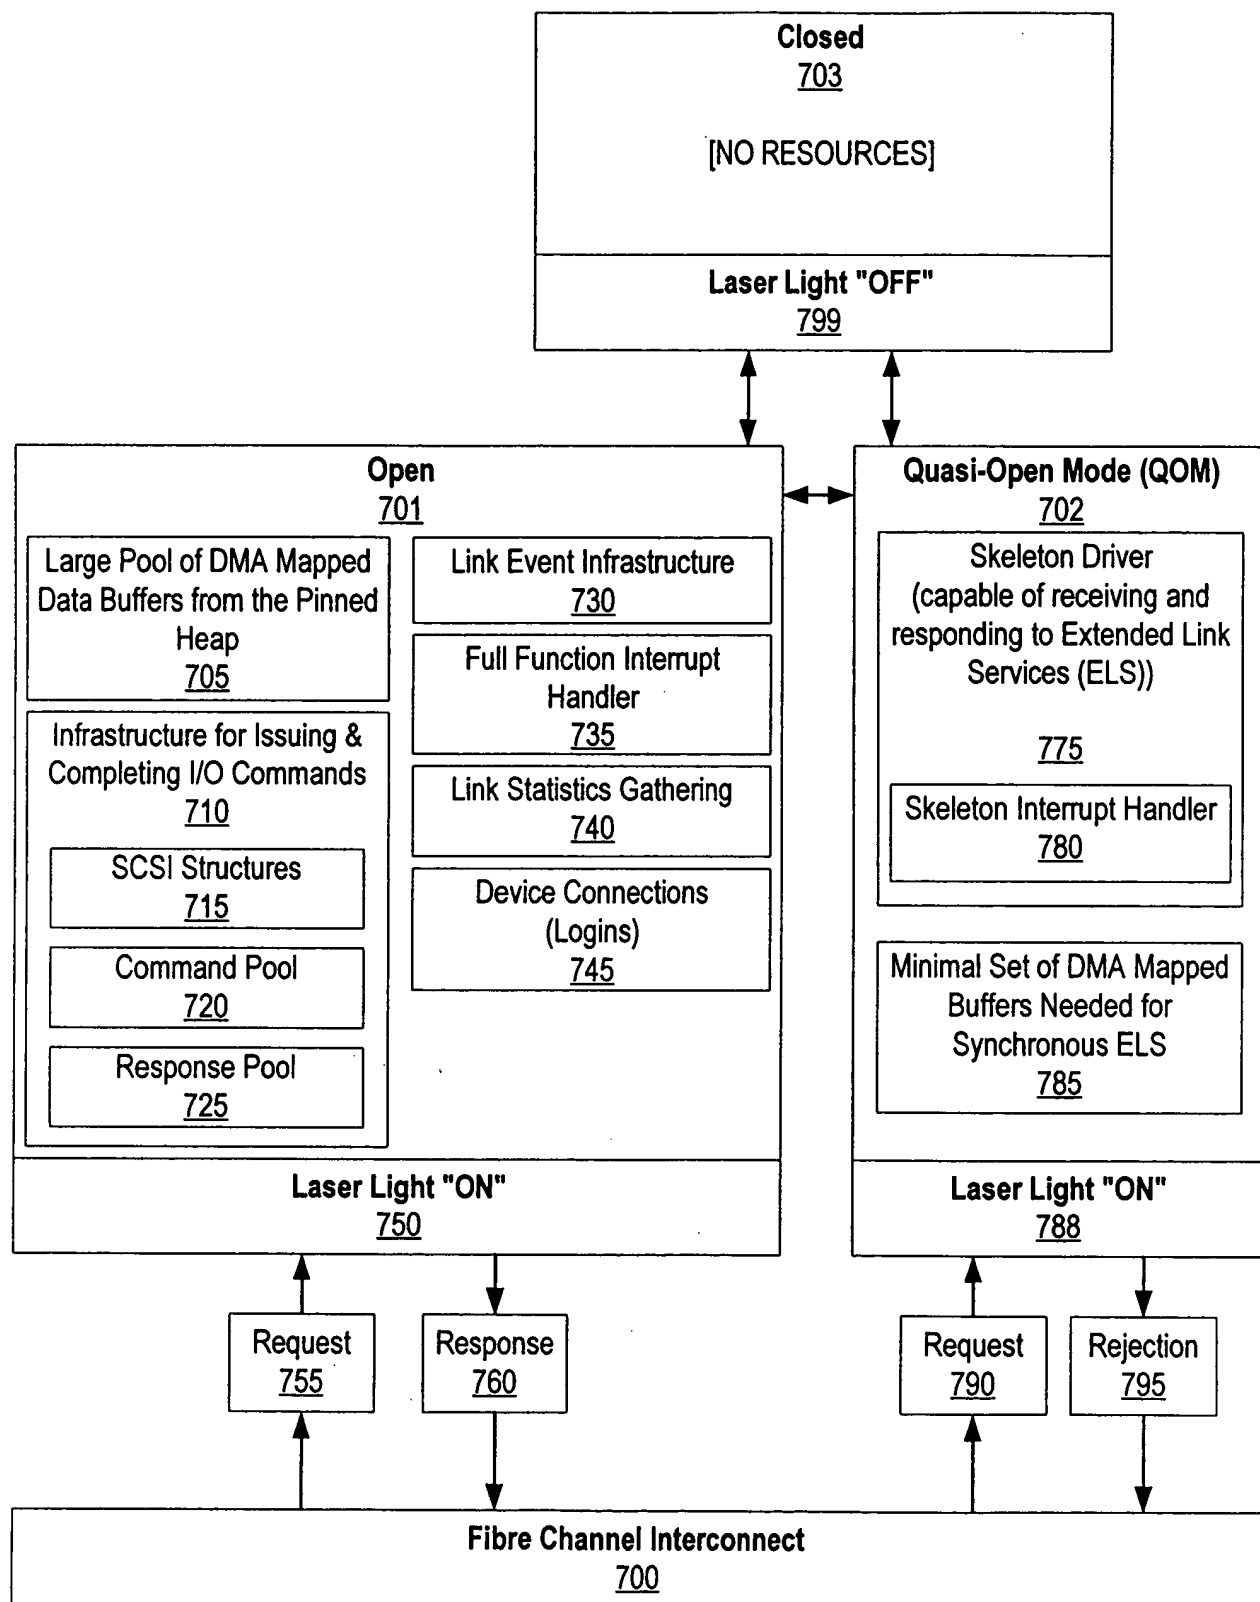 Closed
703
[NO RESOURCES]
Laser Light "OFF"
799
Open
701
Large Pool of DMA Mapped
Data Buffers from the Pinned
Heap
705
Infrastructure for Issuing &
Completing I/O Commands
710
SCSI Structures
715
Command Pool
720
Response Pool
725
Link Event Infrastructure
730
Full Function Interrupt
Handler
735
Link Statistics Gathering
740
Device Connections
(Logins)
745
Laser Light "ON"
750
Quasi-Open Mode (QOM)
702
Skeleton Driver
(capable of receiving and
responding to Extended Link
Services (ELS))
775
Skeleton Interrupt Handler
780
Minimal Set of DMA Mapped
Buffers Needed for
Synchronous ELS
785
Laser Light "ON"
788
Request
755
Response
760
Request
790
Rejection
795
Fibre Channel Interconnect
700